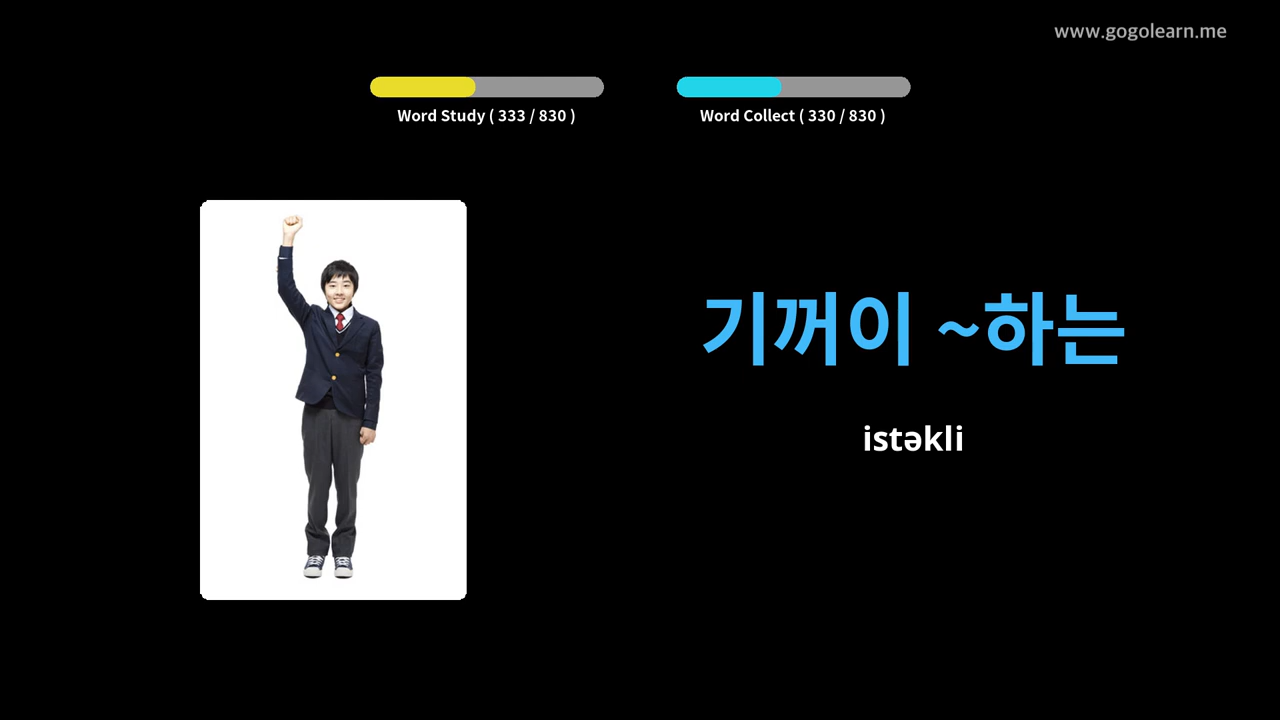 www.gogolearn.me
Word Study ( 333 / 830 )
Word Collect ( 330 / 830 )
기꺼이 ~하는
istəkli